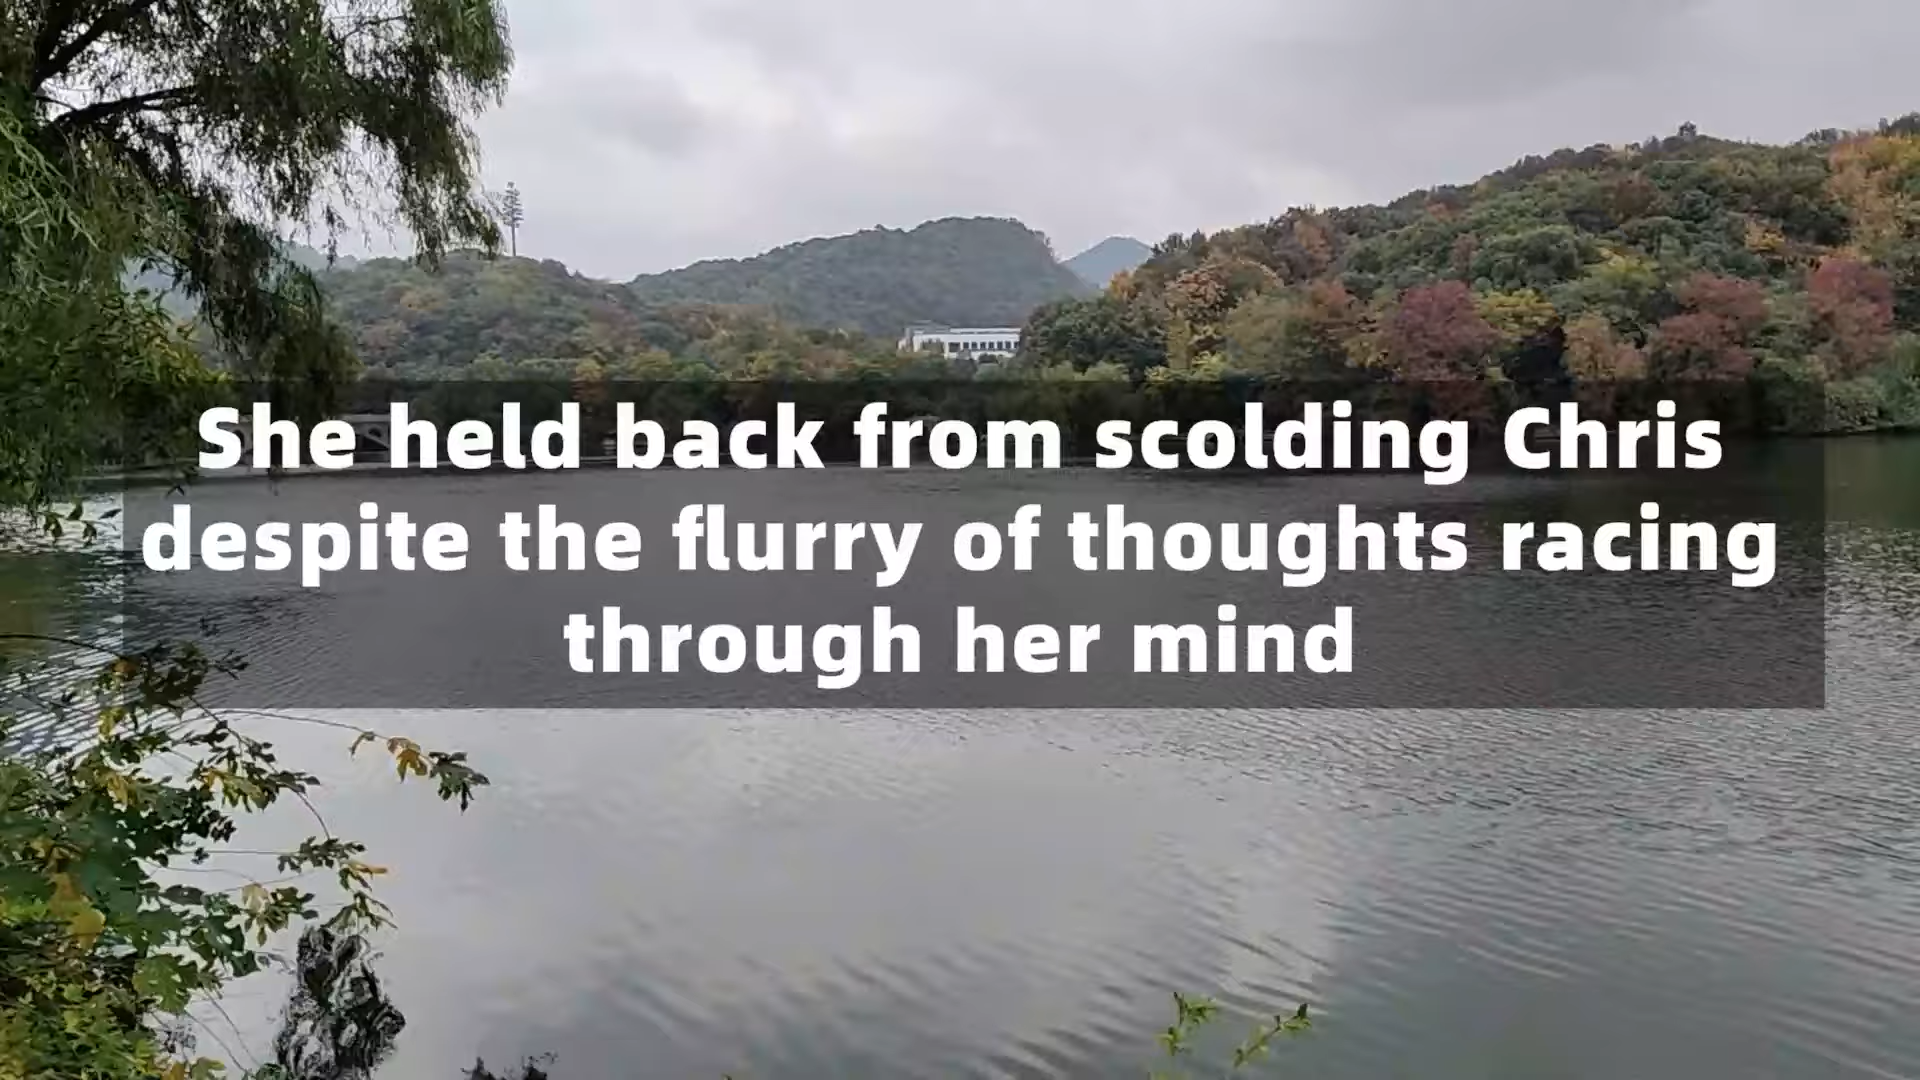 She held back from scolding Chris
despite the flurry of thoughts racing
through her mind